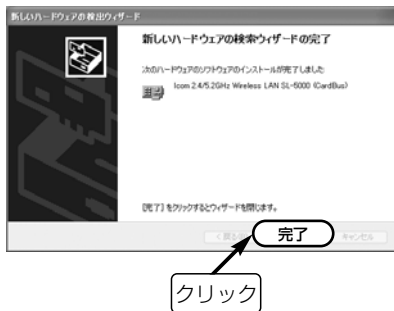 新しいハードウェアの検出ウィザード
新しいハードウェアの検索ウィザードの完了
次のハードウェアのソフトウェアのインストールが完了しました
Icom 2.4/5.2GHz Wireless LAN SL-5000 (CardBus)
[完了] をクリックするとウィザードを閉じます。
< 戻る
完了
キャンセル
クリック